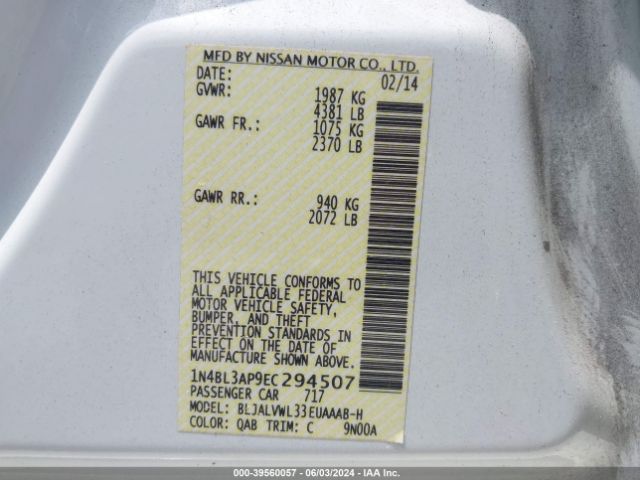 MFD BY NISSAN MOTOR CO., LTD.
DATE: 02/14
GVWR: 1987 KG
4381 LB
GAWR FR.: 1075 KG
2370 LB
GAWR RR.: 940 KG
2072 LB
THIS VEHICLE CONFORMS TO
ALL APPLICABLE FEDERAL
MOTOR VEHICLE SAFETY,
BUMPER, AND THEFT
PREVENTION STANDARDS IN
EFFECT ON THE DATE OF
MANUFACTURE SHOWN ABOVE.
1N4BL3AP9EC294507
PASSENGER CAR 717
MODEL: BLJALVWL33EUAAAB-H
COLOR: QAB TRIM: C 9N00A
000-39560057 - 06/03/2024 - IAA Inc.